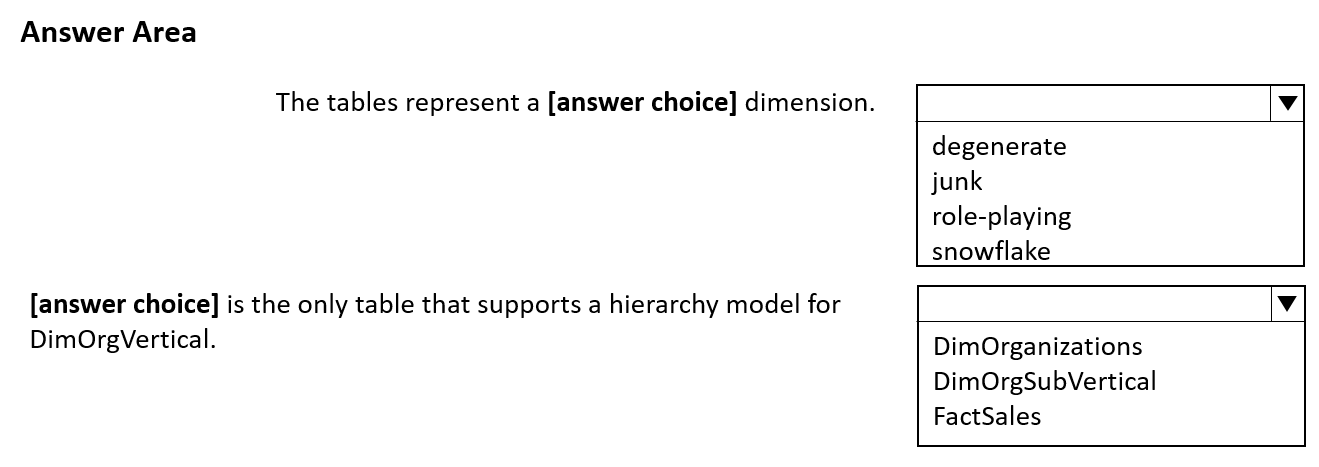 Answer Area
The tables represent a [answer choice] dimension.
degenerate
junk
role-playing
snowflake
[answer choice] is the only table that supports a hierarchy model for
DimOrgVertical.
DimOrganizations
DimOrgSubVertical
FactSales